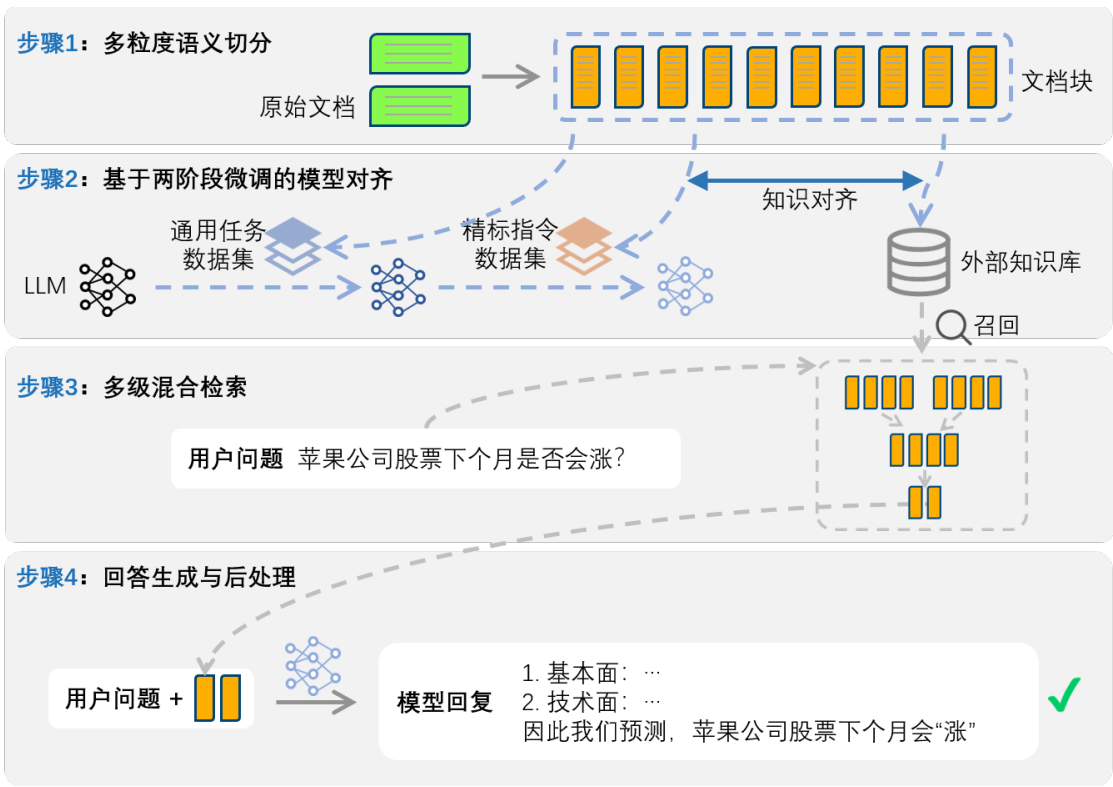 步骤1：多粒度语义切分
原始文档
文档块
步骤2：基于两阶段微调的模型对齐
通用任务
数据集
精标指令
数据集
知识对齐
LLM
外部知识库
召回
步骤3：多级混合检索
用户问题 苹果公司股票下个月是否会涨？
步骤4：回答生成与后处理
用户问题 +
模型回复
1. 基本面：…
2. 技术面：…
因此我们预测，苹果公司股票下个月会“涨”